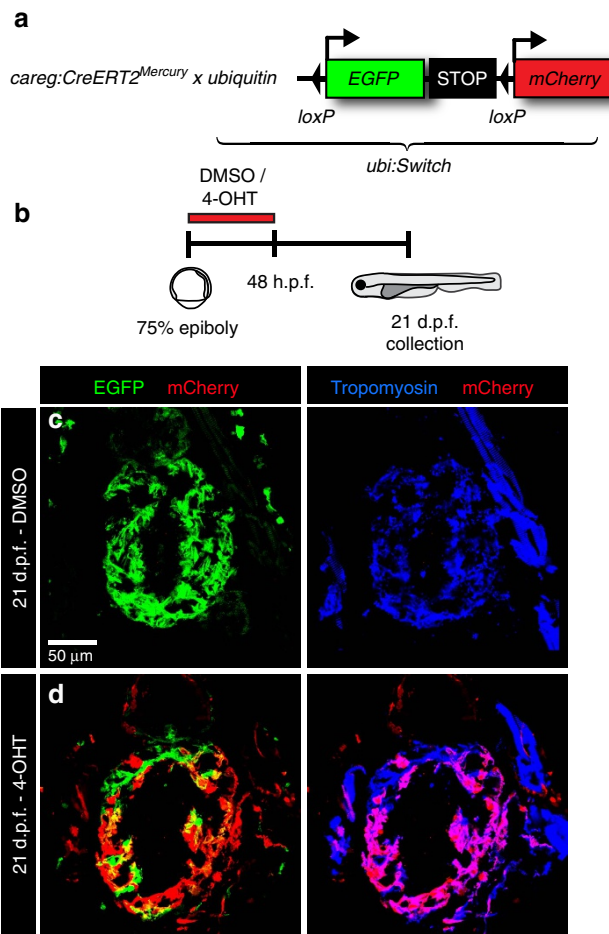 a
careg:CreERT2^Mercury x ubiquitin
EGFP
STOP
mCherry
loxP
loxP
ubi:Switch
b
DMSO /
4-OHT
75% epiboly
48 h.p.f.
21 d.p.f.
collection
EGFP mCherry
Tropomyosin mCherry
21 d.p.f. - DMSO
c
50 μm
21 d.p.f. - 4-OHT
d